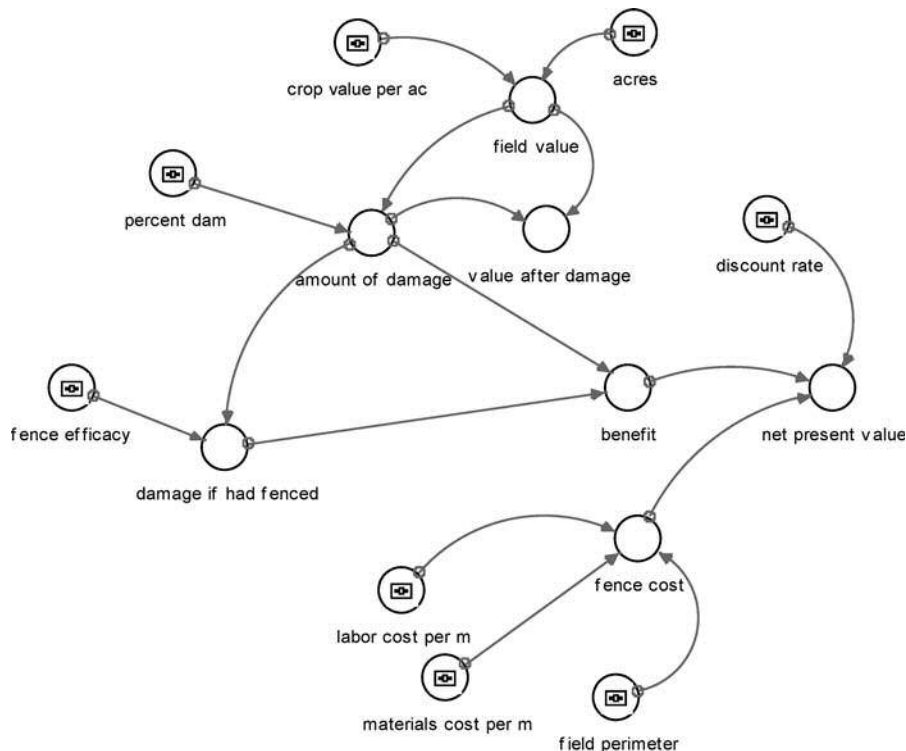 crop value per ac
acres
field value
percent dam
amount of damage
value after damage
discount rate
fence efficacy
benefit
net present value
damage if had fenced
fence cost
labor cost per m
materials cost per m
field perimeter